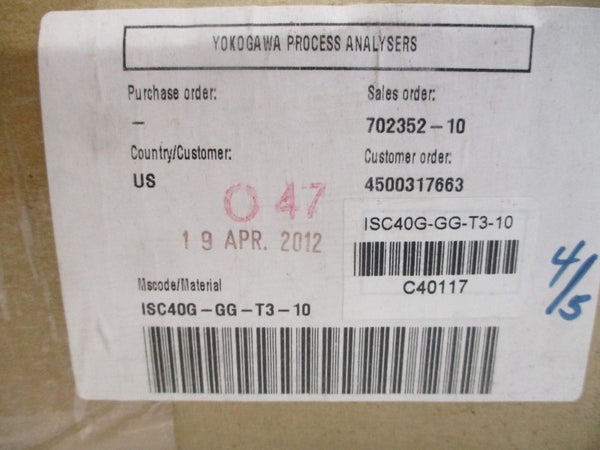 YOKOGAWA PROCESS ANALYSERS
Purchase order:
Sales order:
-
702352-10
Country/Customer:
Customer order:
US
4500317663
O 47
19 APR. 2012
ISC40G-GG-T3-10
C40117
4/5
Mscode/Material
ISC40G-GG-T3-10